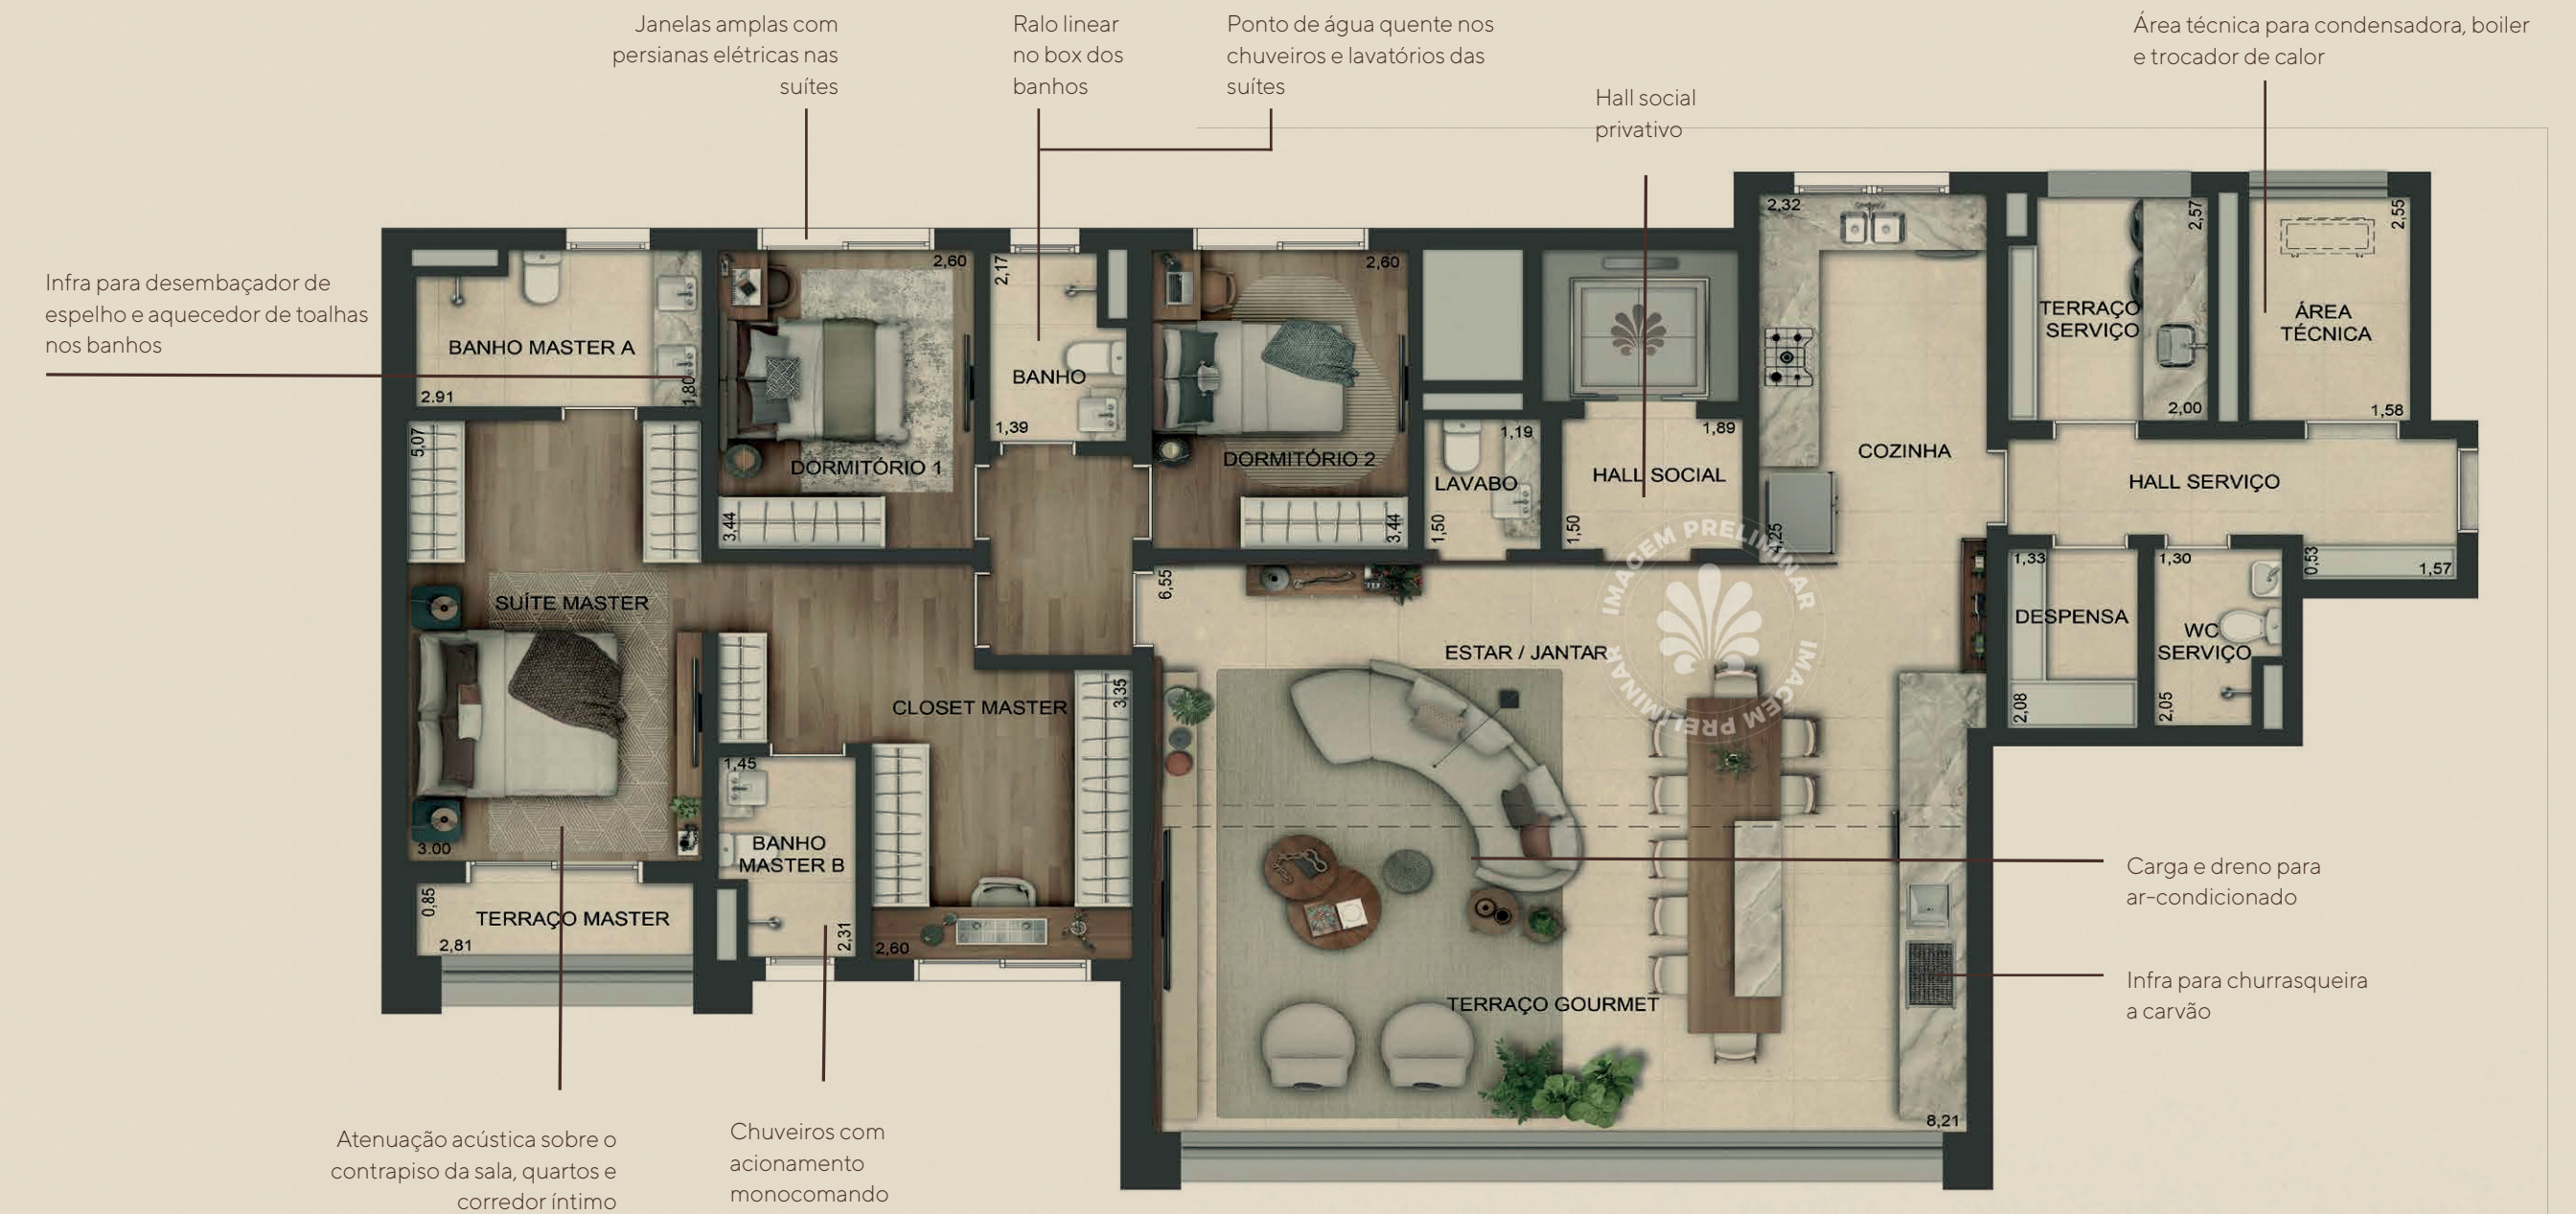 Janelas amplas com
persianas elétricas nas
suítes
Ralo linear
no box dos
banhos
Ponto de água quente nos
chuveiros e lavatórios das
suítes
Hall social
privativo
Área técnica para condensadora, boiler
e trocador de calor
Infra para desembaçador de
espelho e aquecedor de toalhas
nos banhos
BANHO MASTER A
2.91
1,80
2,60
DORMITÓRIO 1
3,44
2,17
BANHO
1,39
2,60
DORMITÓRIO 2
3,44
1,19
LAVABO
1,50
1,89
HALL SOCIAL
1,50
2,32
COZINHA
2,57
TERRAÇO
SERVIÇO
2,00
2,55
ÁREA
TÉCNICA
1,58
HALL SERVIÇO
0,53
1,57
1,33
DESPENSA
2,08
1,30
WC
SERVIÇO
2,05
5,07
SUÍTE MASTER
3.00
0,85
TERRAÇO MASTER
2,81
CLOSET MASTER
3,35
2,60
1,45
BANHO
MASTER B
2,31
6,55
ESTAR / JANTAR
IMAGEM PRELIMINAR
IMAGEM PRELIMINAR
TERRAÇO GOURMET
8,21
Carga e dreno para
ar-condicionado
Infra para churrasqueira
a carvão
Atenuação acústica sobre o
contrapiso da sala, quartos e
corredor íntimo
Chuveiros com
acionamento
monocomando